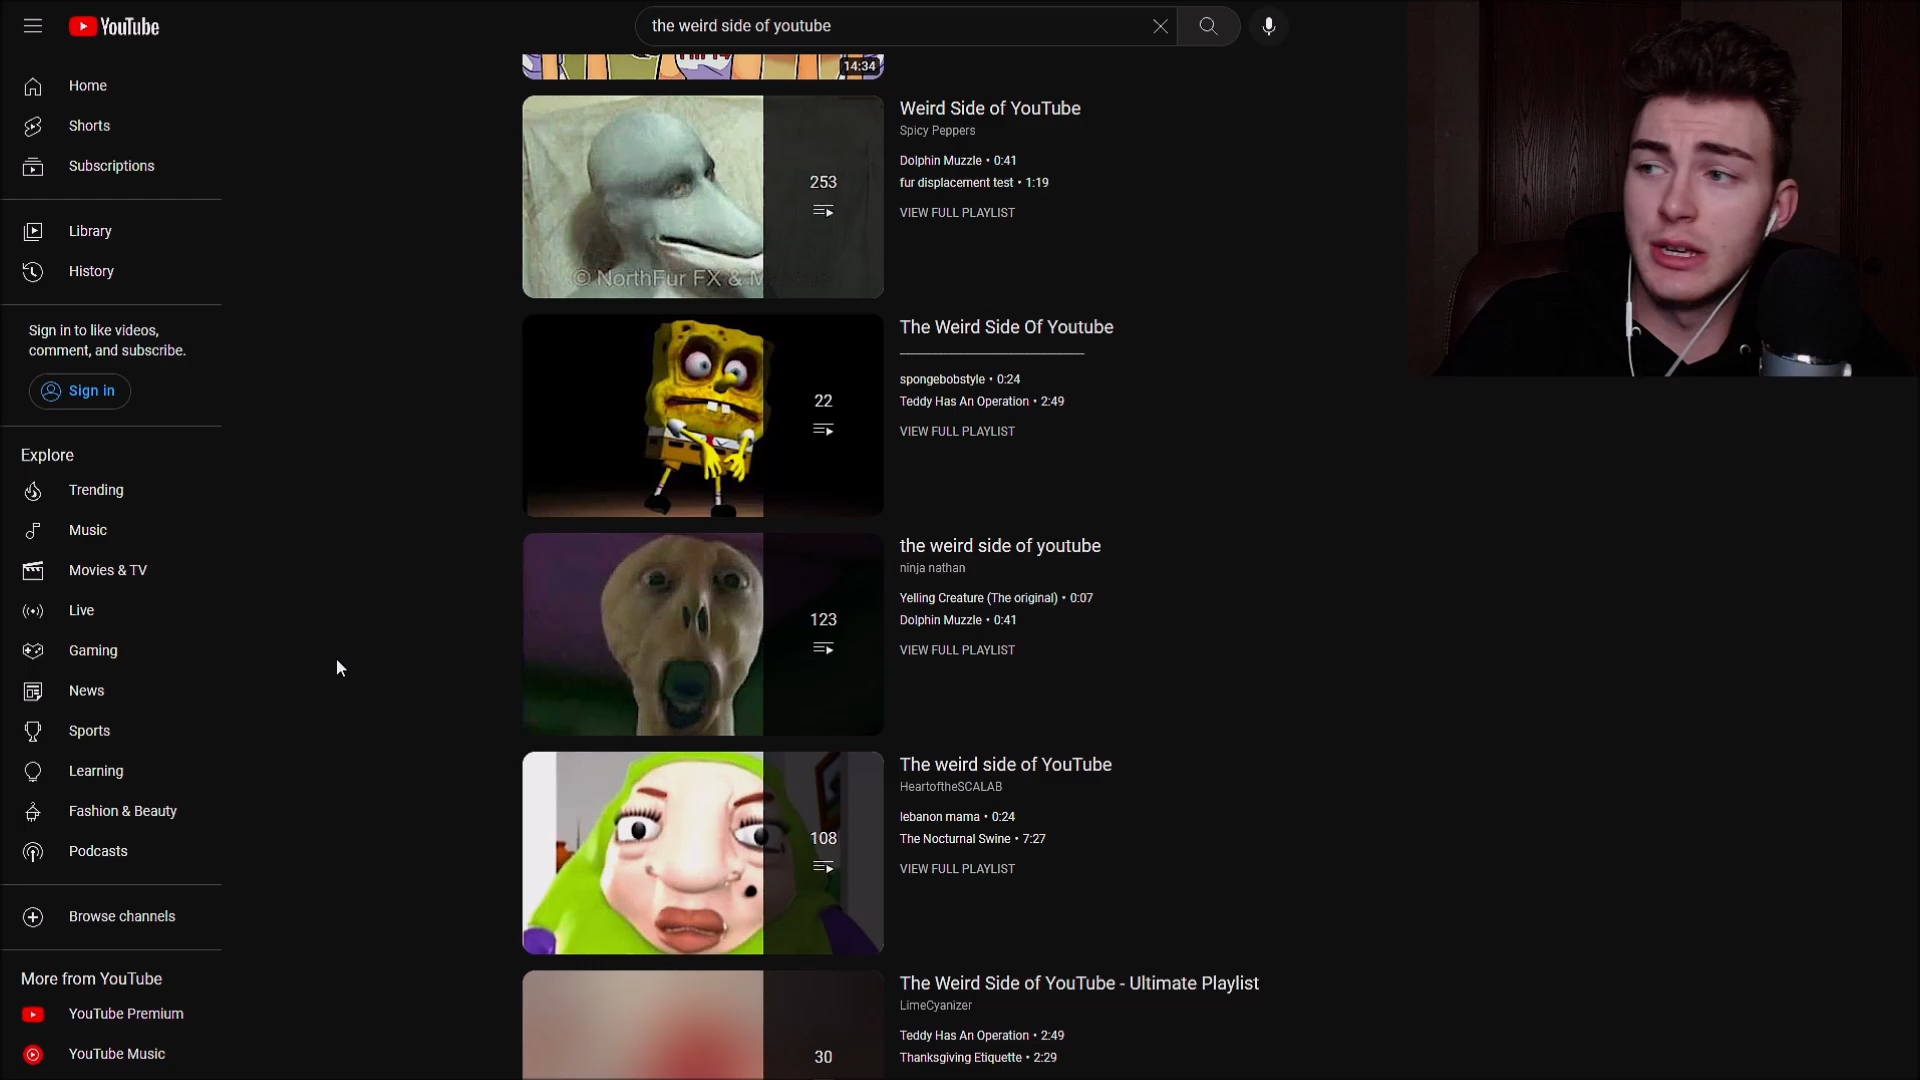 YouTube
the weird side of youtube
Home
Shorts
Subscriptions
Library
History
Sign in to like videos,
comment, and subscribe.
Sign in
Explore
Trending
Music
Movies & TV
Live
Gaming
News
Sports
Learning
Fashion & Beauty
Podcasts
Browse channels
More from YouTube
YouTube Premium
YouTube Music
14:34
253
© NorthFur FX &
Weird Side of YouTube
Spicy Peppers
Dolphin Muzzle • 0:41
fur displacement test • 1:19
VIEW FULL PLAYLIST
22
The Weird Side Of Youtube
spongebobstyle • 0:24
Teddy Has An Operation • 2:49
VIEW FULL PLAYLIST
123
the weird side of youtube
ninja nathan
Yelling Creature (The original) • 0:07
Dolphin Muzzle • 0:41
VIEW FULL PLAYLIST
108
The weird side of YouTube
HeartoftheSCALAB
lebanon mama • 0:24
The Nocturnal Swine • 7:27
VIEW FULL PLAYLIST
30
The Weird Side of YouTube - Ultimate Playlist
LimeCyanizer
Teddy Has An Operation • 2:49
Thanksgiving Etiquette • 2:29